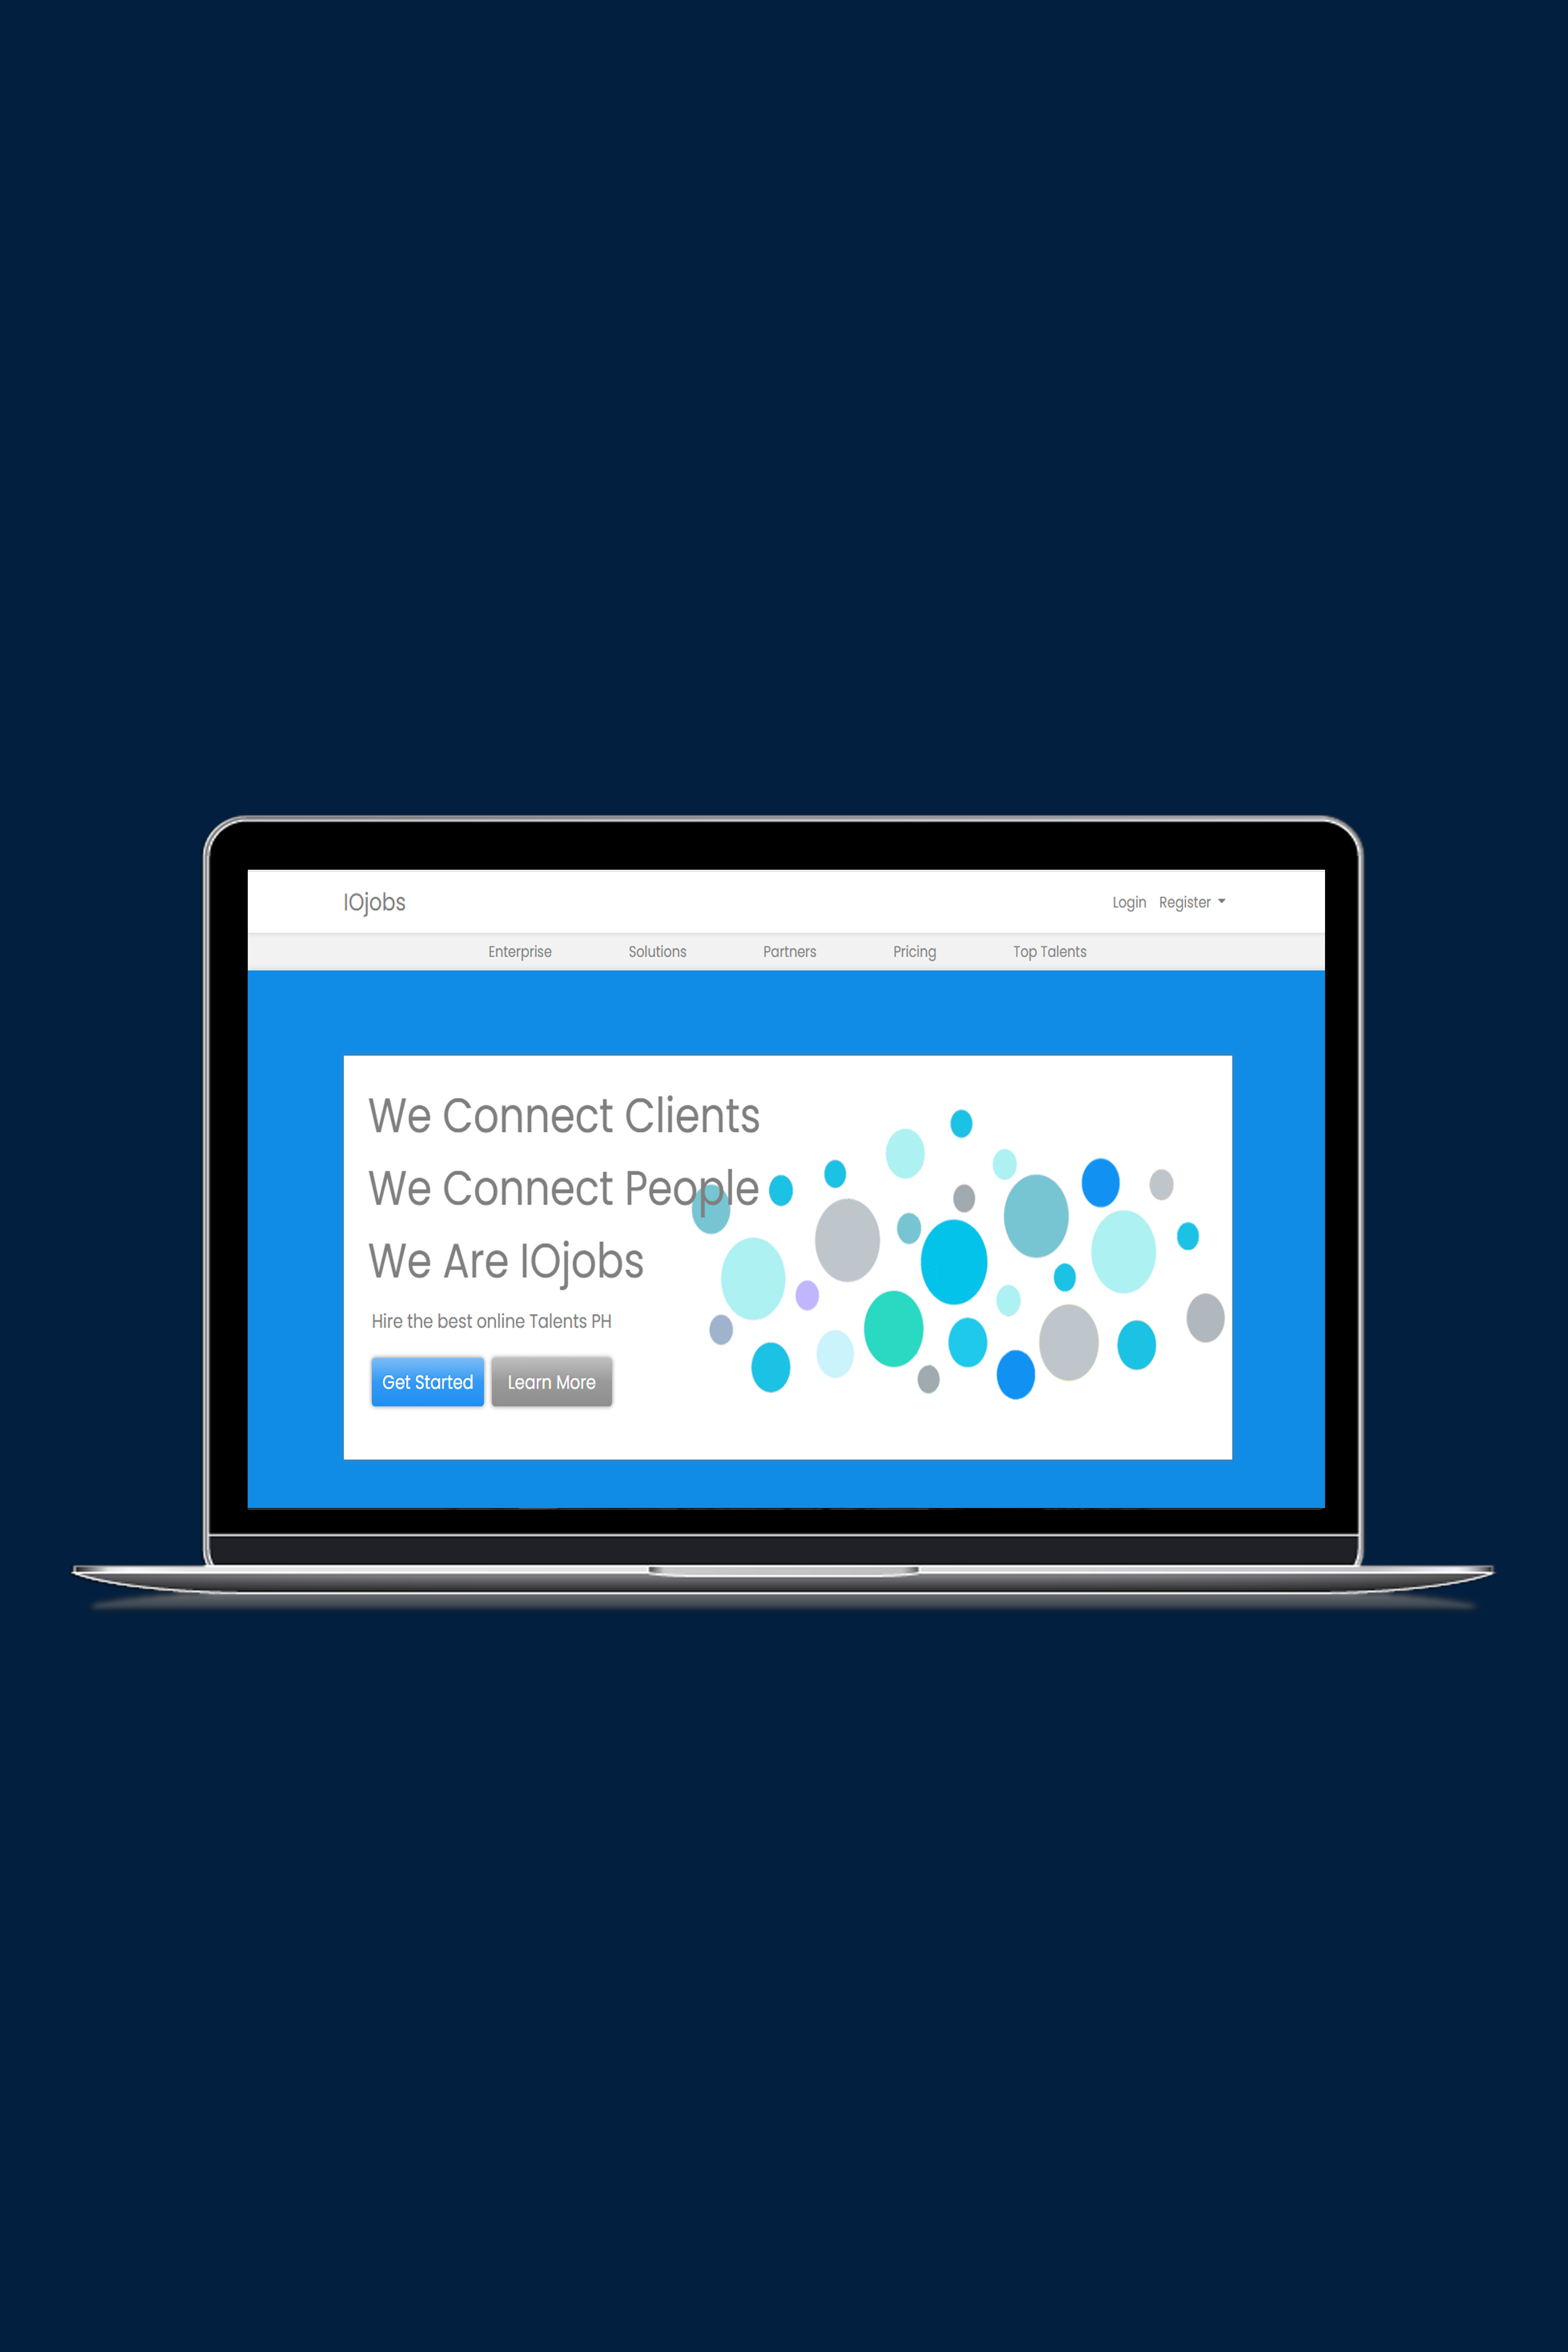 IOjobs
Login Register
Enterprise Solutions Partners Pricing Top Talents
We Connect Clients
We Connect People
We Are IOjobs
Hire the best online Talents PH
Get Started Learn More